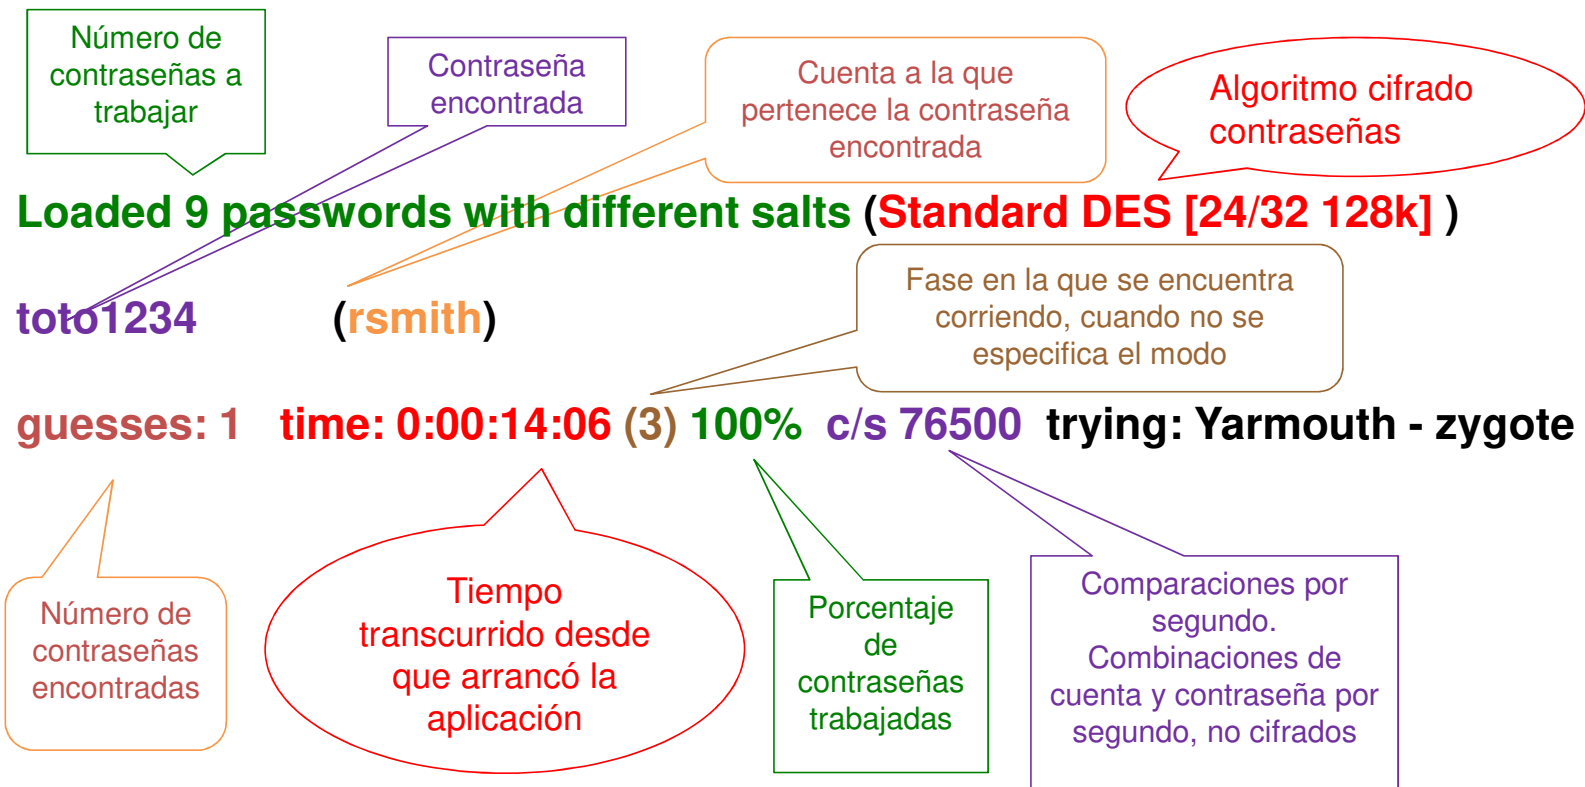 Número de
contraseñas a
trabajar
Contraseña
encontrada
Cuenta a la que
pertenece la contraseña
encontrada
Algoritmo cifrado
contraseñas
Loaded 9 passwords with different salts (Standard DES [24/32 128k] )
toto1234 (rsmith)
Fase en la que se encuentra
corriendo, cuando no se
especifica el modo
guesses: 1 time: 0:00:14:06 (3) 100% c/s 76500 trying: Yarmouth - zygote
Número de
contraseñas
encontradas
Tiempo
transcurrido desde
que arrancó la
aplicación
Porcentaje
de
contraseñas
trabajadas
Comparaciones por
segundo.
Combinaciones de
cuenta y contraseña por
segundo, no cifrados